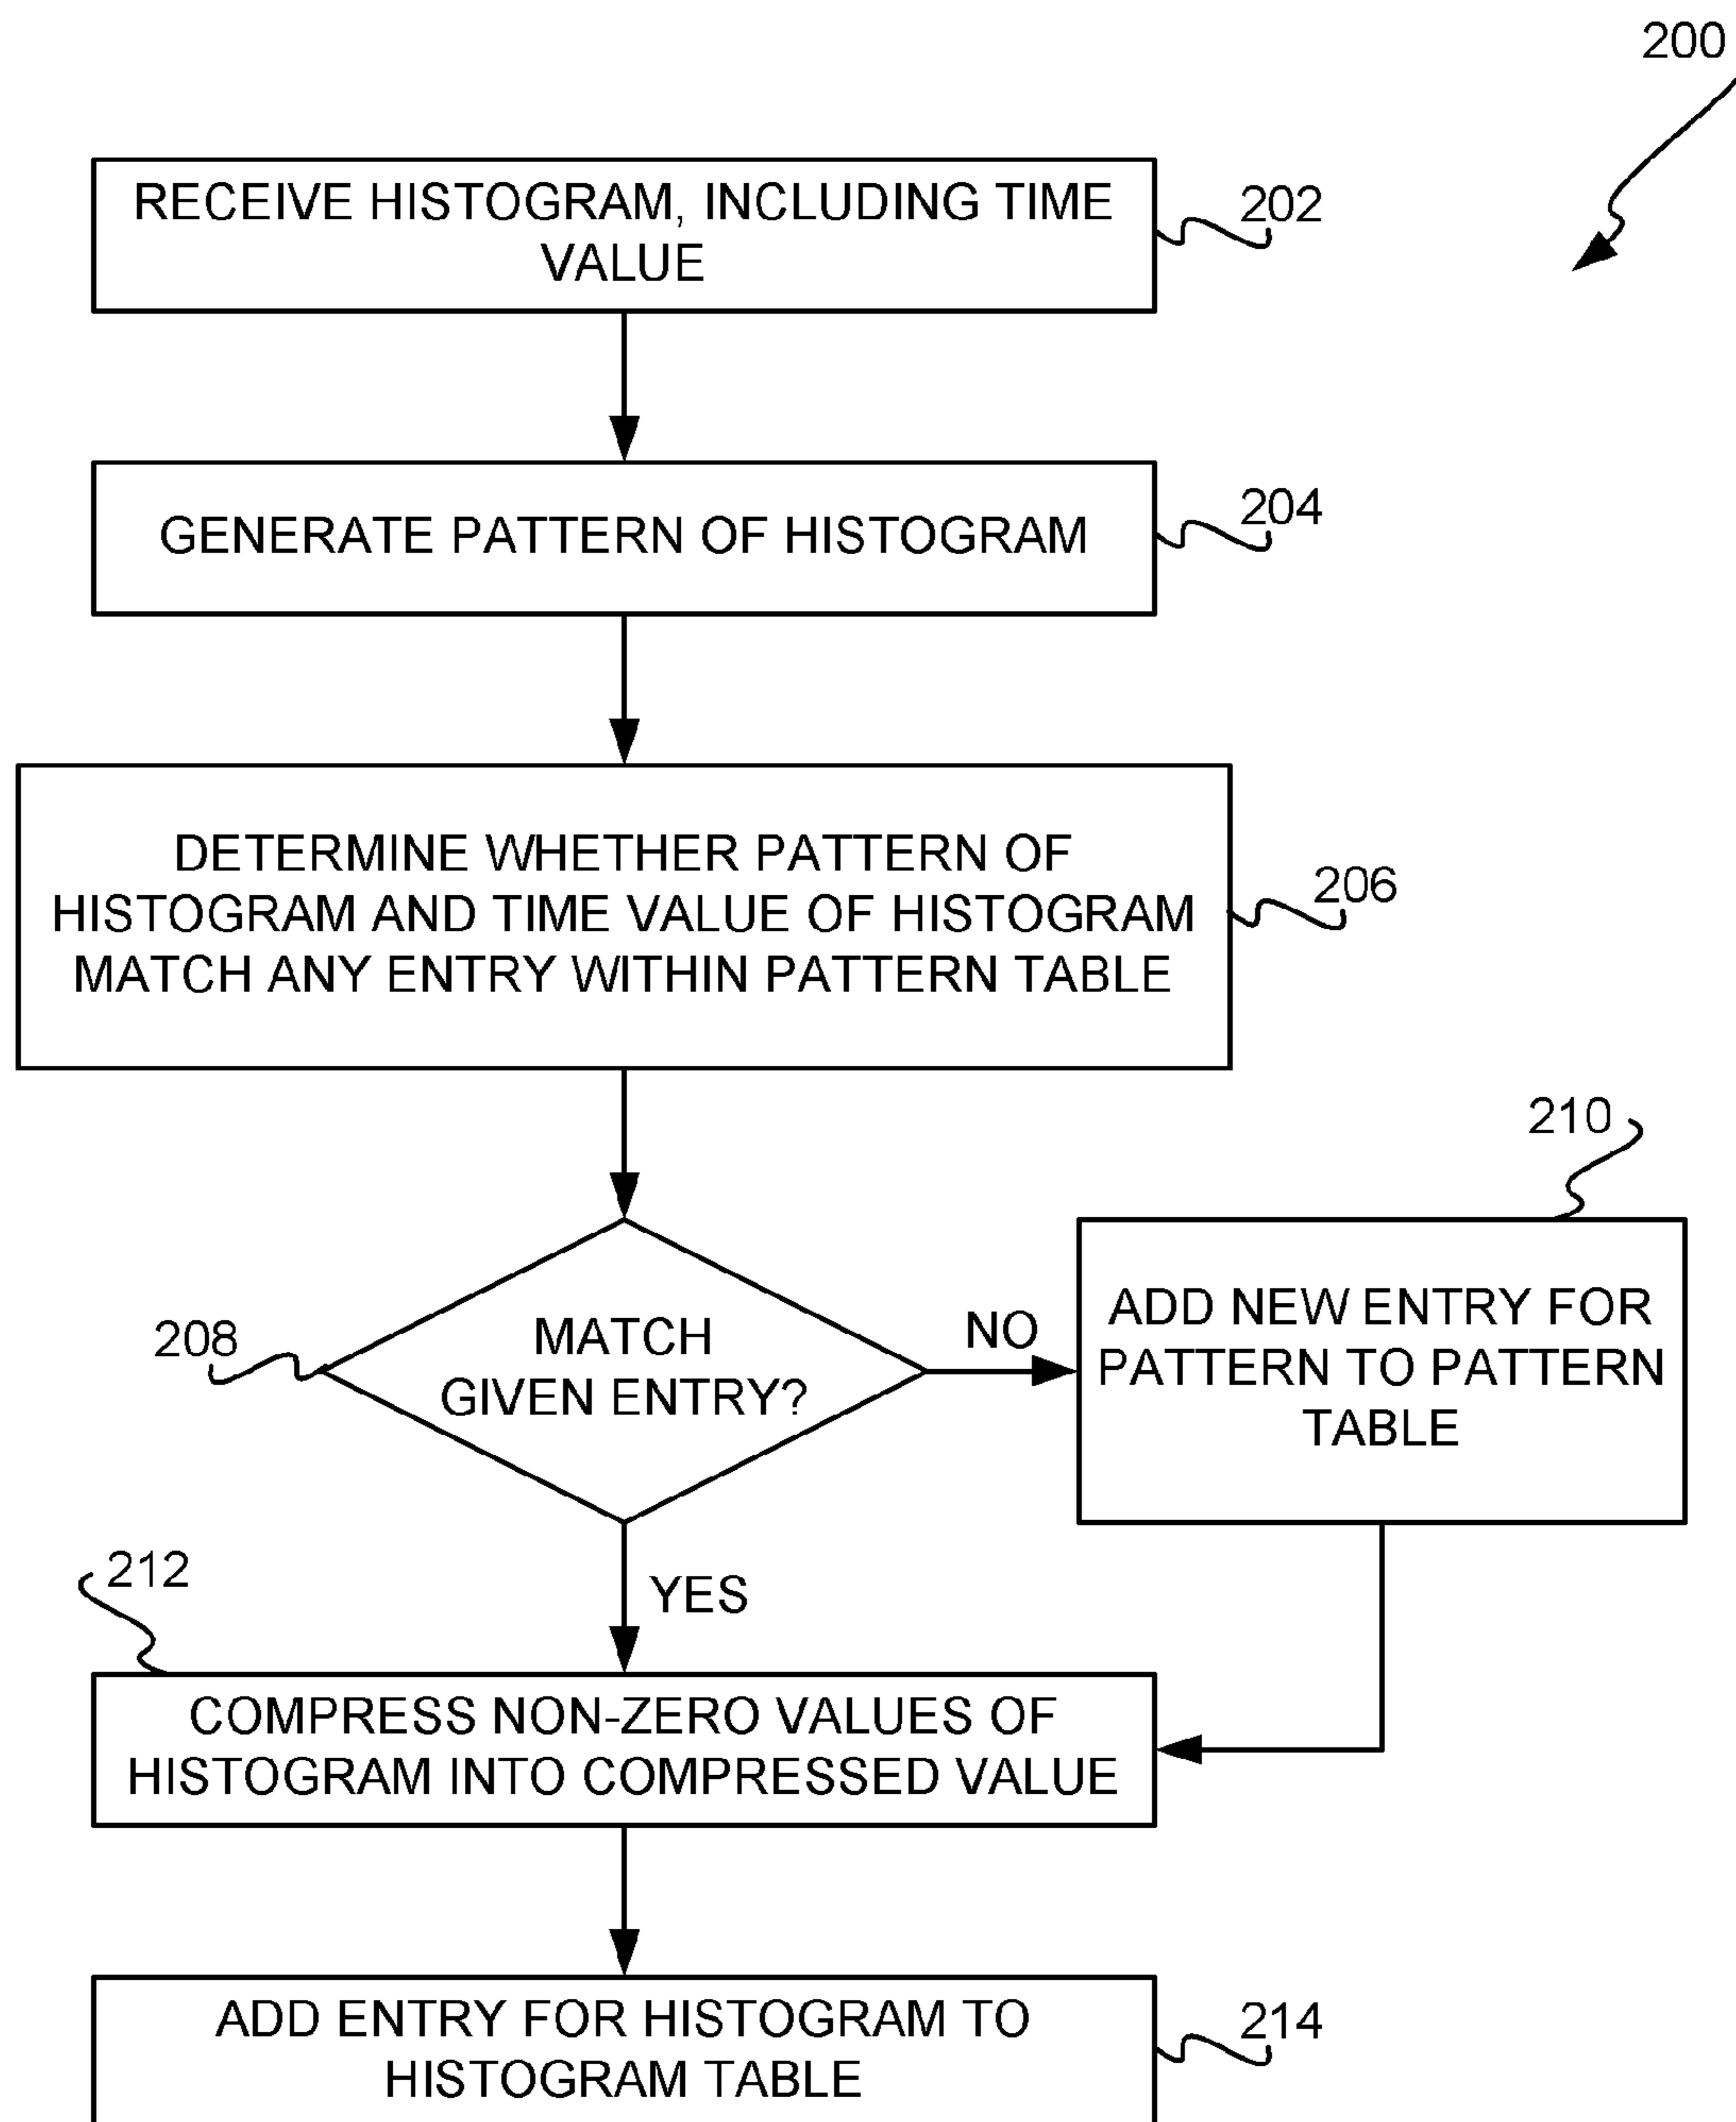 200
RECEIVE HISTOGRAM, INCLUDING TIME
VALUE
202
GENERATE PATTERN OF HISTOGRAM
204
DETERMINE WHETHER PATTERN OF
HISTOGRAM AND TIME VALUE OF HISTOGRAM
MATCH ANY ENTRY WITHIN PATTERN TABLE
206
208
MATCH
GIVEN ENTRY?
NO
210
ADD NEW ENTRY FOR
PATTERN TO PATTERN
TABLE
YES
212
COMPRESS NON-ZERO VALUES OF
HISTOGRAM INTO COMPRESSED VALUE
ADD ENTRY FOR HISTOGRAM TO
HISTOGRAM TABLE
214